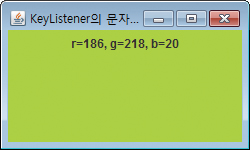 KeyListener의 문자...
r=186, g=218, b=20